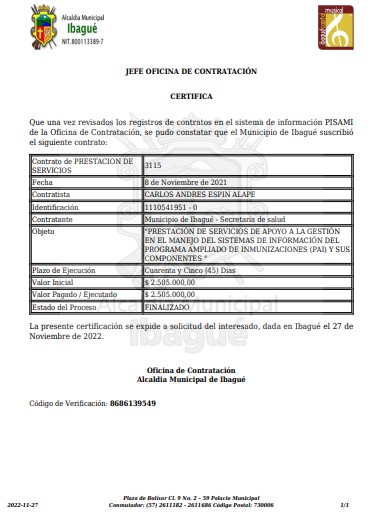 Alcaldía Municipal
Ibagué
NIT.800113389-7
JEFE OFICINA DE CONTRATACIÓN
CERTIFICA
Que una vez revisados los registros de contratos en el sistema de información PISAMI
de la Oficina de Contratación, se pudo constatar que el Municipio de Ibagué suscribió
el siguiente contrato:
Contrato de PRESTACION DE
SERVICIOS 3115
Fecha 8 de Noviembre de 2021
Contratista CARLOS ANDRES ESPIN ALAPE
Identificación 1110541951 - 0
Contratante Municipio de Ibagué - Secretaria de salud
Objeto "PRESTACIÓN DE SERVICIOS DE APOYO A LA GESTIÓN
EN EL MANEJO DEL SISTEMAS DE INFORMACIÓN DEL
PROGRAMA AMPLIADO DE INMUNIZACIONES (PAI) Y SUS
COMPONENTES "
Plazo de Ejecución Cuarenta y Cinco (45) Dias
Valor Inicial $ 2.505.000,00
Valor Pagado / Ejecutado $ 2.505.000,00
Estado del Proceso FINALIZADO
Alcaldía Municipal
Ibagué
La presente certificación se expide a solicitud del interesado, dada en Ibagué el 27 de
Noviembre de 2022.
Oficina de Contratación
Alcaldia Municipal de Ibagué
Código de Verificación: 8686139549
Plaza de Bolívar Cl. 9 No. 2 - 59 Palacio Municipal
2022-11-27 Conmutador: (57) 2611182 - 2611686 Código Postal: 730006 1/1